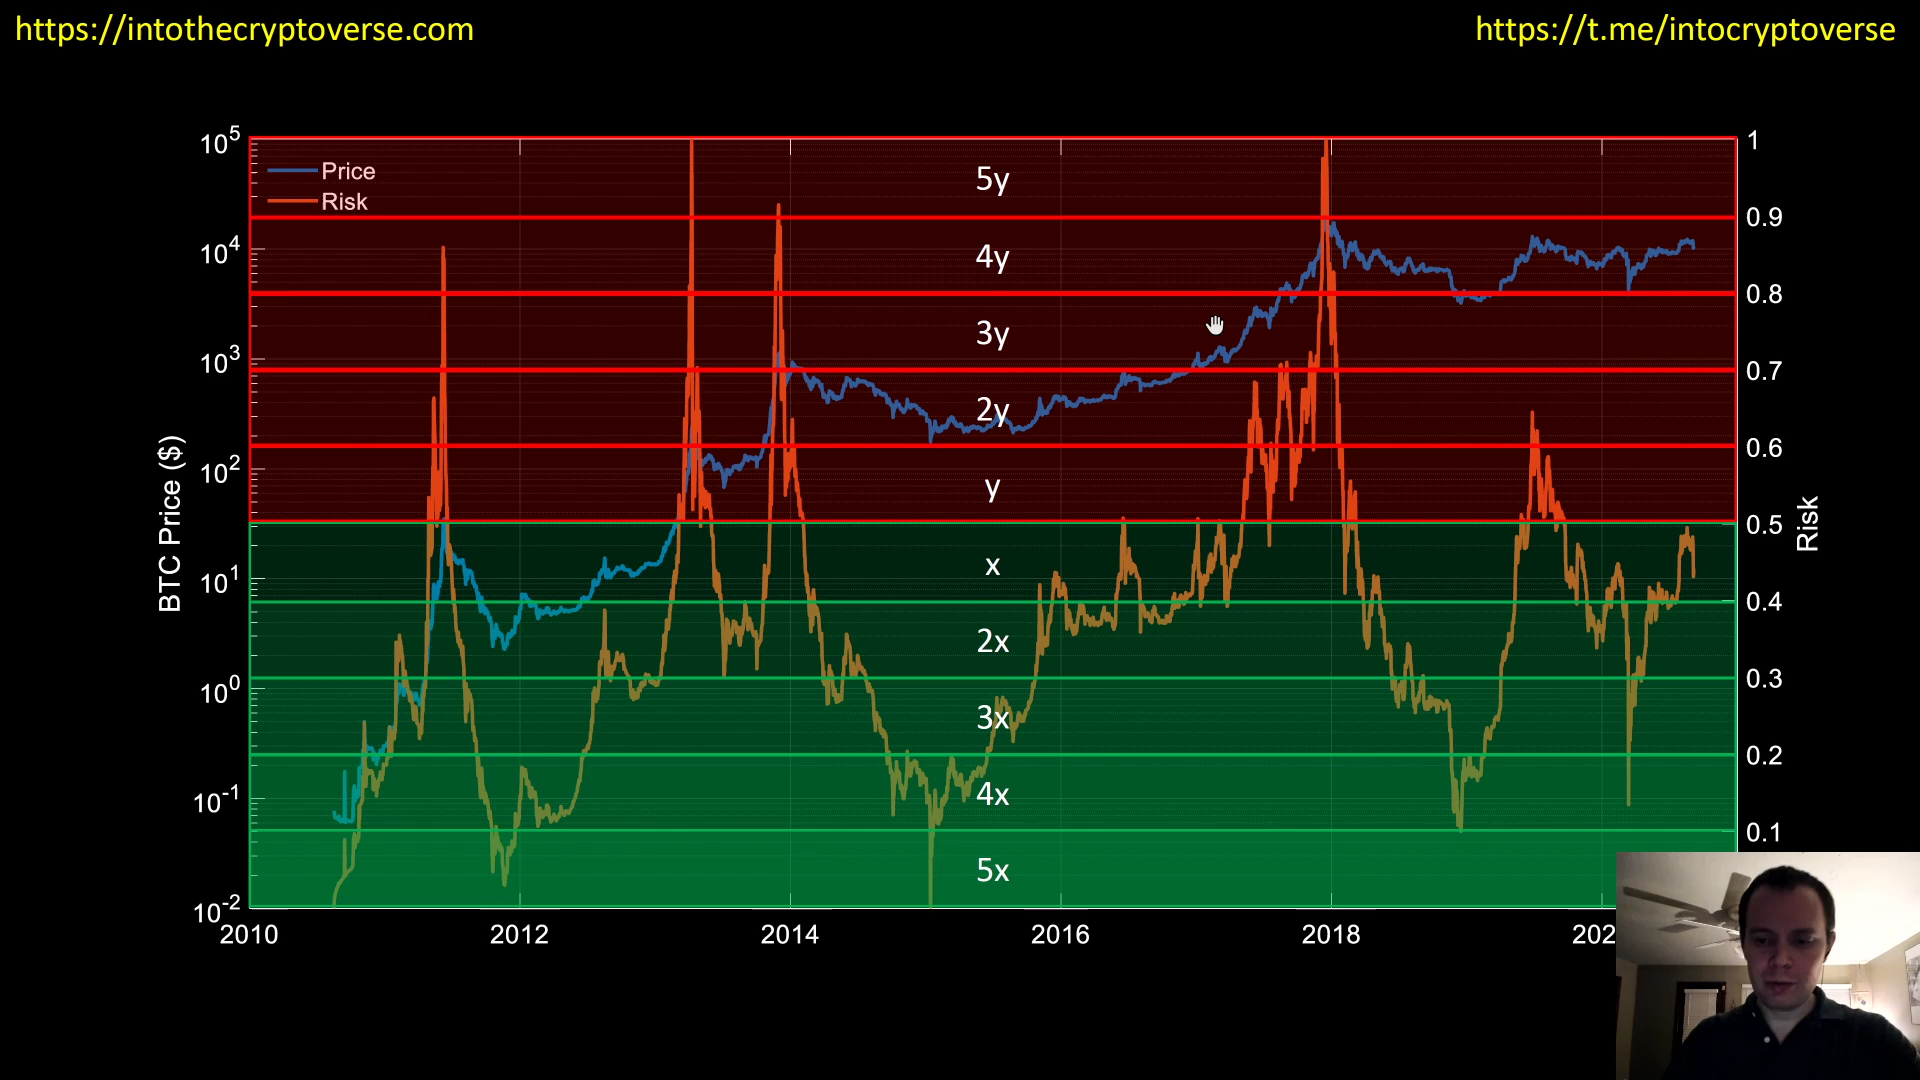 https://intothecryptoverse.com
https://t.me/intocryptoverse
Price
Risk
10^5
10^4
10^3
10^2
10^1
10^0
10^-1
10^-2
BTC Price ($)
5y
4y
3y
2y
y
x
2x
3x
4x
5x
1
0.9
0.8
0.7
0.6
0.5
0.4
0.3
0.2
0.1
Risk
2010
2012
2014
2016
2018